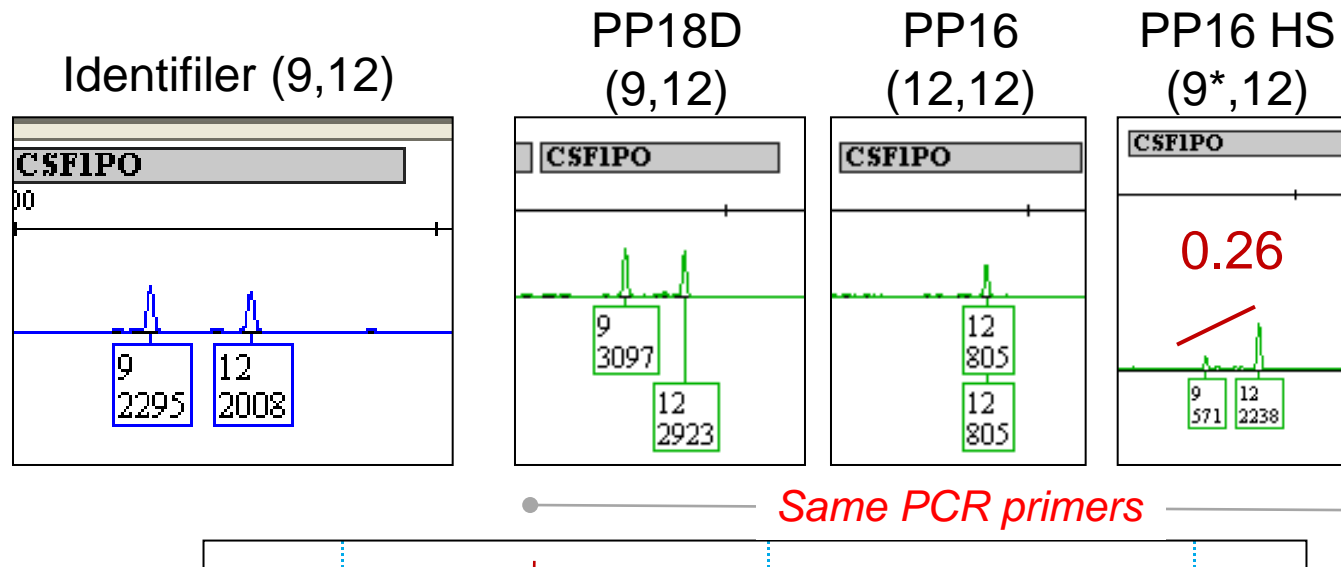 Identifiler (9,12)
PP18D
(9,12)
PP16
(12,12)
PP16 HS
(9*,12)
CSF1PO
00
9
2295
12
2008
CSF1PO
9
3097
12
2923
CSF1PO
12
805
12
805
CSF1PO
0.26
9
571
12
2238
Same PCR primers